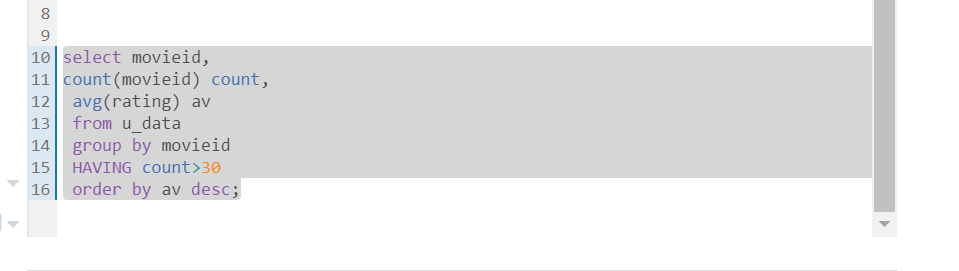 8
9
10 select movieid,
11 count(movieid) count,
12 avg(rating) av
13 from u_data
14 group by movieid
15 HAVING count>30
16 order by av desc;